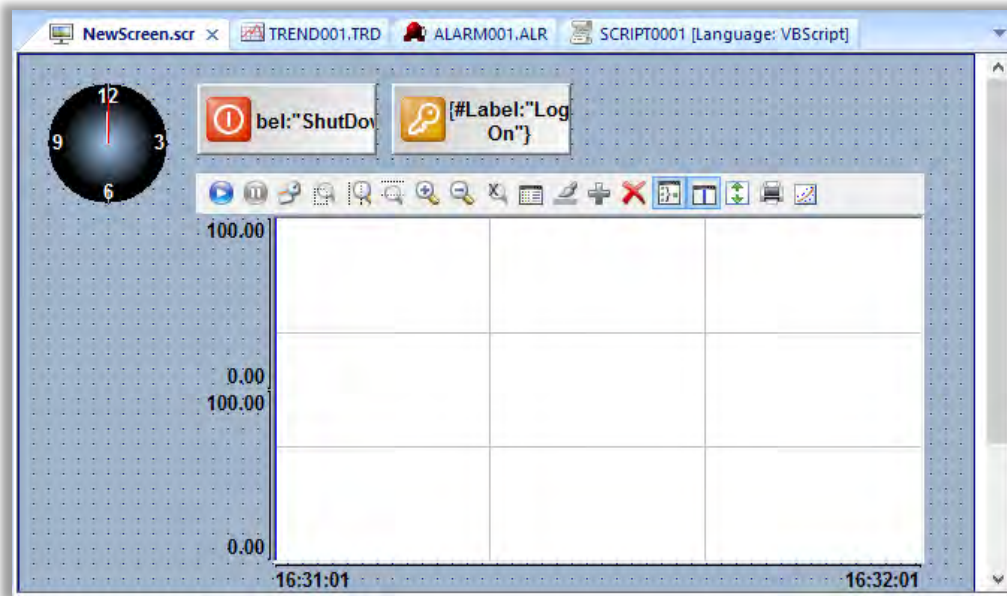 NewScreen.scr TREND001.TRD ALARM001.ALR SCRIPT0001 [Language: VBScript]
12
9 3
6
bel:"ShutDov
{#Label:"Log
On"}
100.00
0.00
100.00
0.00
16:31:01 16:32:01